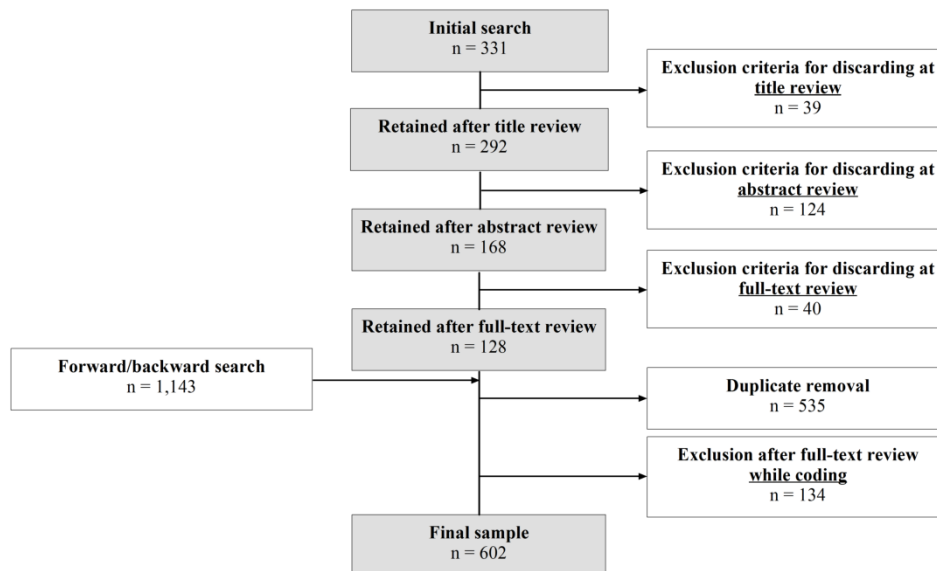 Initial search
n = 331
Exclusion criteria for discarding at
title review
n = 39
Retained after title review
n = 292
Exclusion criteria for discarding at
abstract review
n = 124
Retained after abstract review
n = 168
Exclusion criteria for discarding at
full-text review
n = 40
Retained after full-text review
n = 128
Forward/backward search
n = 1,143
Duplicate removal
n = 535
Exclusion after full-text review
while coding
n = 134
Final sample
n = 602